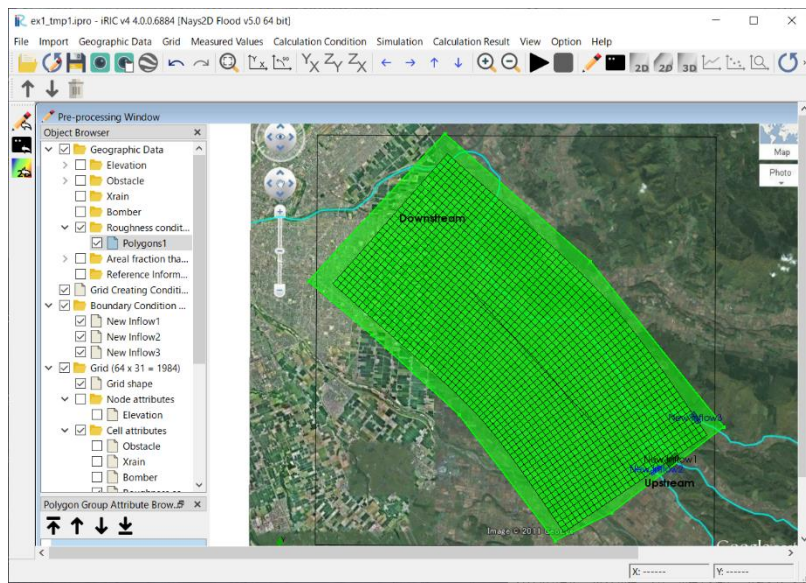 ex1_tmp1.ipro - iRIC v4 4.0.0.6884 [Nays2D Flood v5.0 64 bit]
File Import Geographic Data Grid Measured Values Calculation Condition Simulation Calculation Result View Option Help
2D 2D 3D
Pre-processing Window
Object Browser
Geographic Data
Elevation
Obstacle
Xrain
Bomber
Roughness condit...
Polygons1
Areal fraction tha...
Reference Inform...
Grid Creating Conditi...
Boundary Condition ...
New Inflow1
New Inflow2
New Inflow3
Grid (64 x 31 = 1984)
Grid shape
Node attributes
Elevation
Cell attributes
Obstacle
Xrain
Bomber
Polygon Group Attribute Brow...
Map
Photo
Downstream
New Inflow3
New Inflow1
New Inflow2
Upstream
X: ------
Y: ------